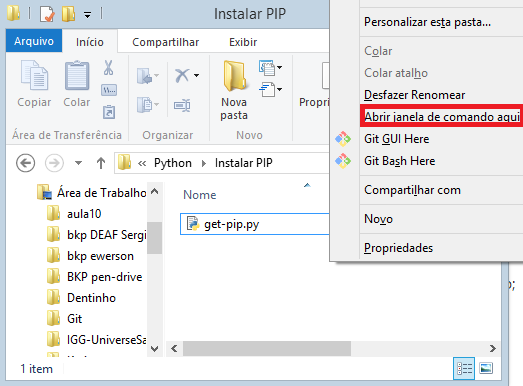 Instalar PIP
Arquivo Início Compartilhar Exibir
Copiar Colar Nova pasta Propri
Área de Transferência Organizar
Python Instalar PIP
Área de Trabalho
aula10
bkp DEAF Sergi
bkp ewerson
BKP pen-drive
Dentinho
Git
IGG-UniverseSa
Nome
get-pip.py
1 item
Personalizar esta pasta...
Colar
Colar atalho
Desfazer Renomear
Abrir janela de comando aqui
Git GUI Here
Git Bash Here
Compartilhar com
Novo
Propriedades
o;